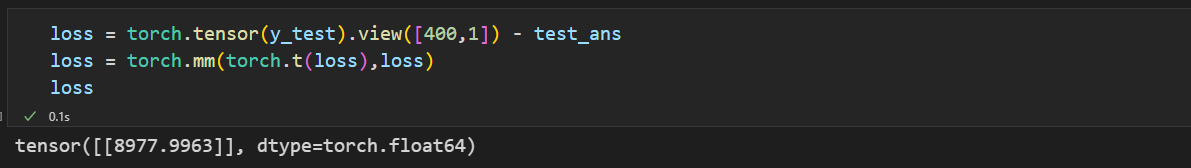 loss = torch.tensor(y_test).view([400,1]) - test_ans
loss = torch.mm(torch.t(loss),loss)
loss
✓ 0.1s
tensor([[8977.9963]], dtype=torch.float64)